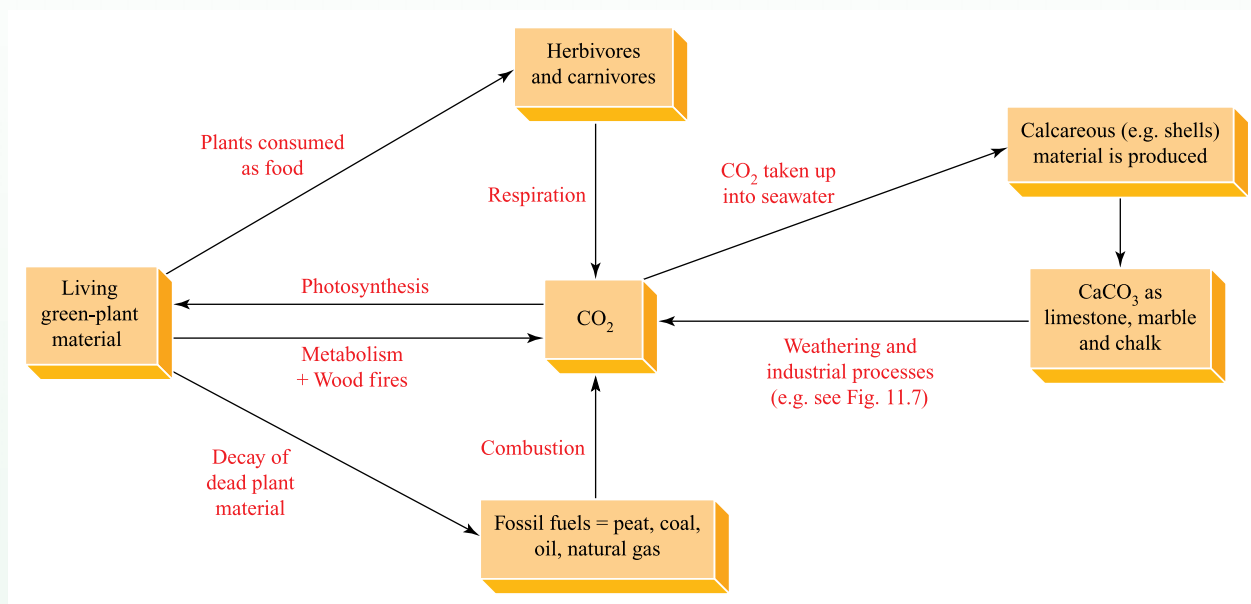 Herbivores
and carnivores
Plants consumed
as food
Respiration
CO₂ taken up
into seawater
Calcareous (e.g. shells)
material is produced
Living
green-plant
material
Photosynthesis
Metabolism
+ Wood fires
CO₂
CaCO₃ as
limestone, marble
and chalk
Weathering and
industrial processes
(e.g. see Fig. 11.7)
Decay of
dead plant
material
Combustion
Fossil fuels = peat, coal,
oil, natural gas